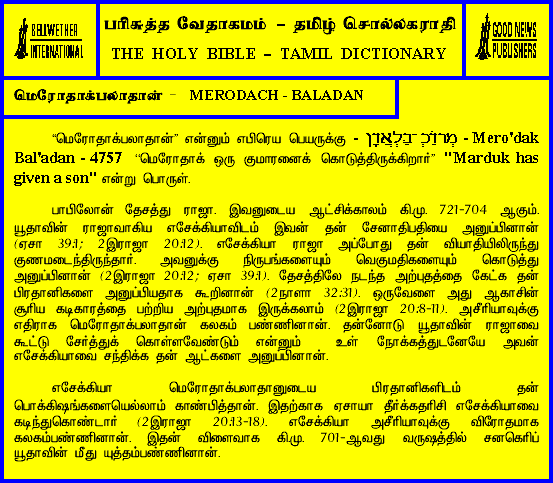 BELLWETHER
INTERNATIONAL
பரிசுத்த வேதாகமம் – தமிழ் சொல்லகராதி
THE HOLY BIBLE – TAMIL DICTIONARY
GOOD NEWS
PUBLISHERS
மெரோதாக்பலாதான் – MERODACH - BALADAN
“மெரோதாக்பலாதான்” என்னும் எபிரெய பெயருக்கு - מְרֹדַךְ־בַּלְאֲדָן - Mero'dak
Bal'adan - 4757 “மெரோதாக் ஒரு குமாரனைக் கொடுத்திருக்கிறார்” "Marduk has
given a son" என்று பொருள்.
பாபிலோன் தேசத்து ராஜா. இவனுடைய ஆட்சிக்காலம் கி.மு. 721-704 ஆகும்.
யூதாவின் ராஜாவாகிய எசேக்கியாவிடம் இவன் தன் சேனாதிபதியை அனுப்பினான்
(ஏசா 39:1; 2இராஜா 20:12). எசேக்கியா ராஜா அப்போது தன் வியாதியிலிருந்து
குணமடைந்திருந்தார். அவனுக்கு நிருபங்களையும் வெகுமதிகளையும் கொடுத்து
அனுப்பினான் (2இராஜா 20:12; ஏசா 39:1). தேசத்திலே நடந்த அற்புதத்தை கேட்க தன்
பிரதானிகளை அனுப்பியதாக கூறினான் (2நாளா 32:31). ஒருவேளை அது ஆகாசின்
சூரிய கடிகாரத்தை பற்றிய அற்புதமாக இருக்கலாம் (2இராஜா 20:8-11). அசீரியாவுக்கு
எதிராக மெரோதாக்பலாதான் கலகம் பண்ணினான். தன்னோடு யூதாவின் ராஜாவை
கூட்டு சேர்த்துக் கொள்ளவேண்டும் என்னும் உள் நோக்கத்துடனேயே அவன்
எசேக்கியாவை சந்திக்க தன் ஆட்களை அனுப்பினான்.
எசேக்கியா மெரோதாக்பலாதானுடைய பிரதானிகளிடம் தன்
பொக்கிஷங்களையெல்லாம் காண்பித்தான். இதற்காக ஏசாயா தீர்க்கதரிசி எசேக்கியாவை
கடிந்துகொண்டார் (2இராஜா 20:13-18). எசேக்கியா அசீரியாவுக்கு விரோதமாக
கலகம்பண்ணினான். இதன் விளைவாக கி.மு. 701-ஆவது வருஷத்தில் சனகெரிப்
யூதாவின் மீது யுத்தம்பண்ணினான்.